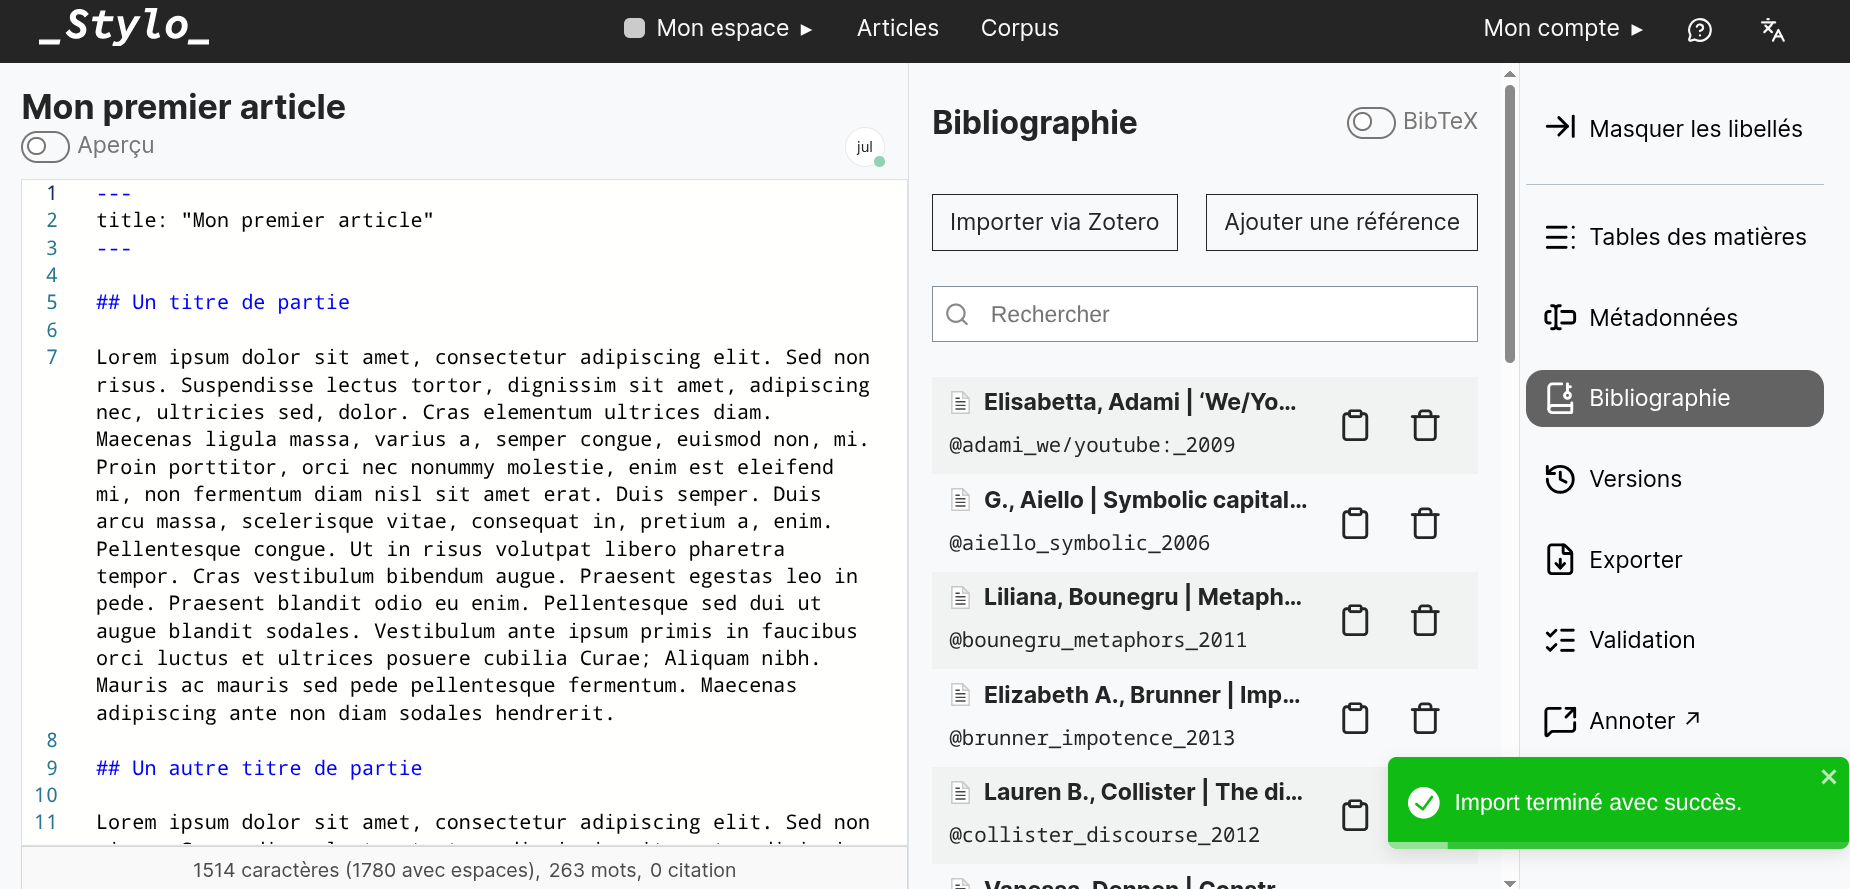 _Stylo_
Mon espace ▸
Articles
Corpus
Mon compte ▸
Mon premier article
Aperçu
jul
1 ---
2 title: "Mon premier article"
3 ---
4
5 ## Un titre de partie
6
7 Lorem ipsum dolor sit amet, consectetur adipiscing elit. Sed non
risus. Suspendisse lectus tortor, dignissim sit amet, adipiscing
nec, ultricies sed, dolor. Cras elementum ultrices diam.
Maecenas ligula massa, varius a, semper congue, euismod non, mi.
Proin porttitor, orci nec nonummy molestie, enim est eleifend
mi, non fermentum diam nisl sit amet erat. Duis semper. Duis
arcu massa, scelerisque vitae, consequat in, pretium a, enim.
Pellentesque congue. Ut in risus volutpat libero pharetra
tempor. Cras vestibulum bibendum augue. Praesent egestas leo in
pede. Praesent blandit odio eu enim. Pellentesque sed dui ut
augue blandit sodales. Vestibulum ante ipsum primis in faucibus
orci luctus et ultrices posuere cubilia Curae; Aliquam nibh.
Mauris ac mauris sed pede pellentesque fermentum. Maecenas
adipiscing ante non diam sodales hendrerit.
8
9 ## Un autre titre de partie
10
11 Lorem ipsum dolor sit amet, consectetur adipiscing elit. Sed non
1514 caractères (1780 avec espaces), 263 mots, 0 citation
Bibliographie
BibTeX
Importer via Zotero
Ajouter une référence
Rechercher
Elisabetta, Adami | ‘We/Yo...
@adami_we/youtube:_2009
G., Aiello | Symbolic capital...
@aiello_symbolic_2006
Liliana, Bounegru | Metaph...
@bounegru_metaphors_2011
Elizabeth A., Brunner | Imp...
@brunner_impotence_2013
Lauren B., Collister | The di...
@collister_discourse_2012
Masquer les libellés
Tables des matières
Métadonnées
Bibliographie
Versions
Exporter
Validation
Annoter ↗
Import terminé avec succès.